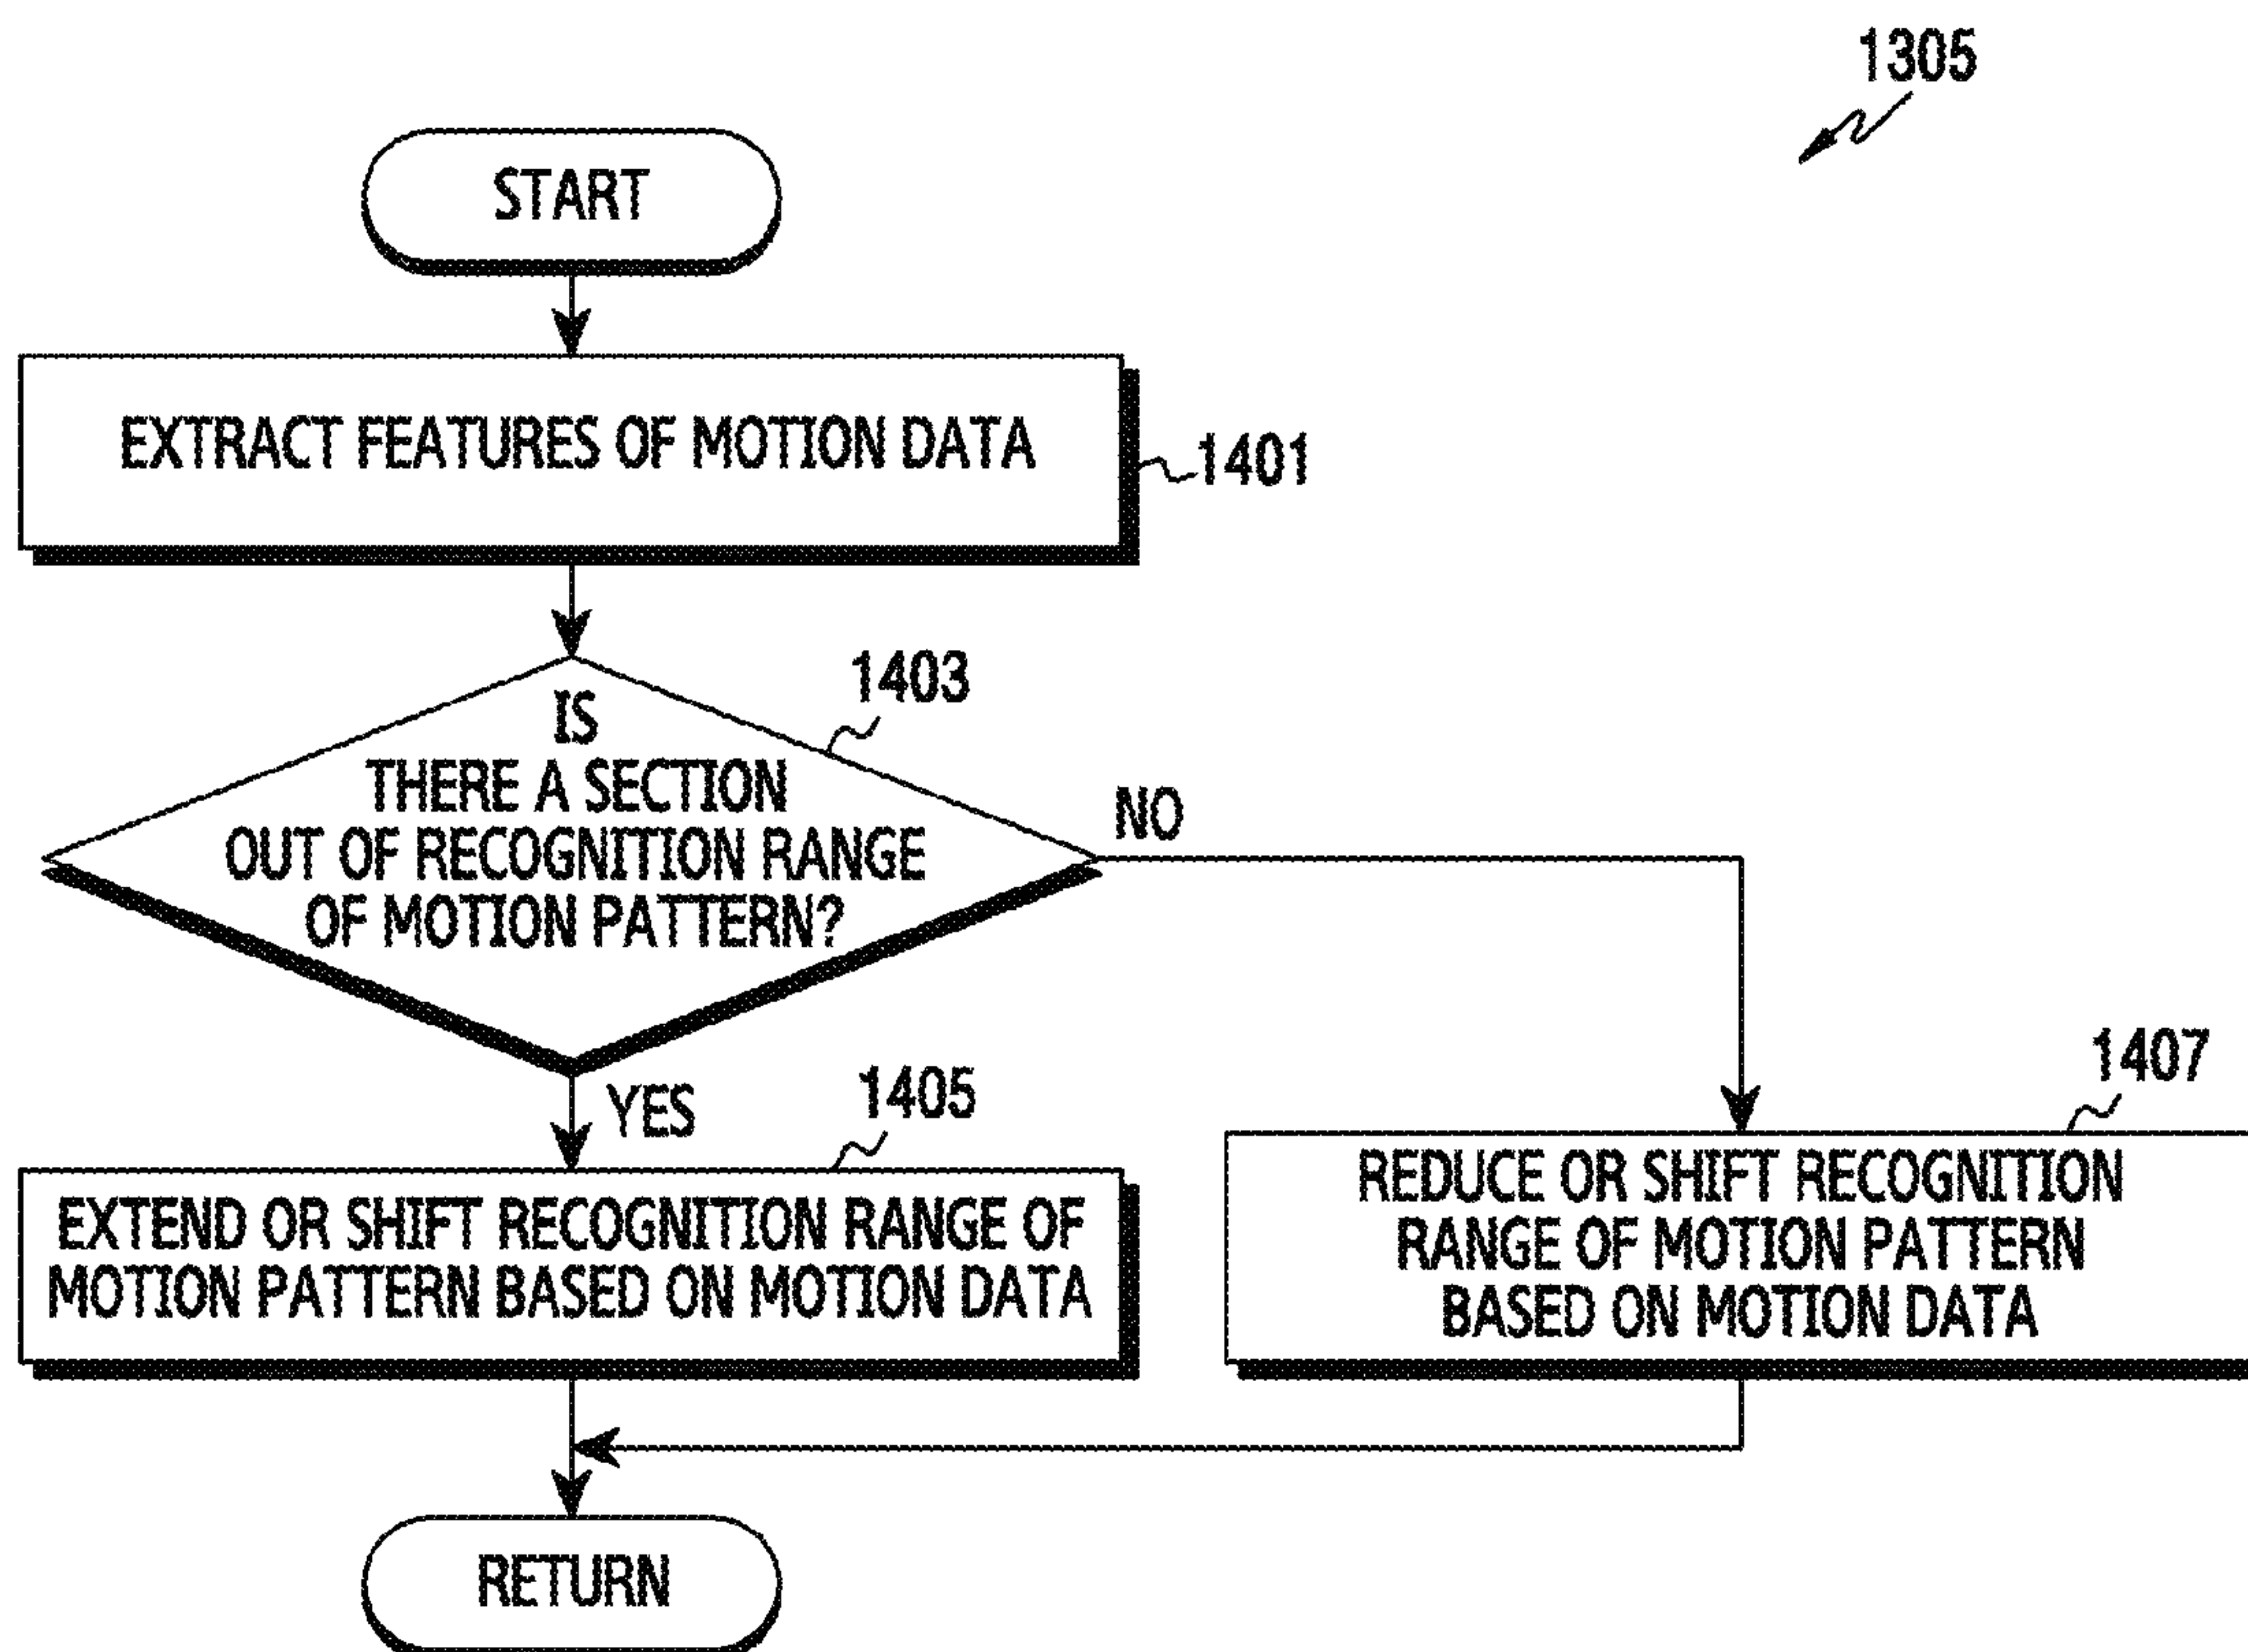 1305
START
EXTRACT FEATURES OF MOTION DATA
1401
1403
IS
THERE A SECTION
OUT OF RECOGNITION RANGE
OF MOTION PATTERN?
NO
YES
1405
EXTEND OR SHIFT RECOGNITION RANGE OF
MOTION PATTERN BASED ON MOTION DATA
1407
REDUCE OR SHIFT RECOGNITION
RANGE OF MOTION PATTERN
BASED ON MOTION DATA
RETURN